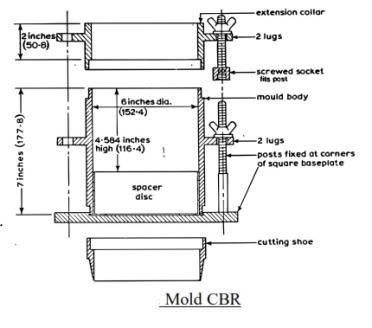 extension collar
2 inches
(50·8)
2 lugs
screwed socket
fits post
6 inches dia.
(152·4)
mould body
7 inches (177·8)
4·584 inches
high (116·4)
2 lugs
posts fixed at corners
of square baseplate
spacer
disc
cutting shoe
Mold CBR